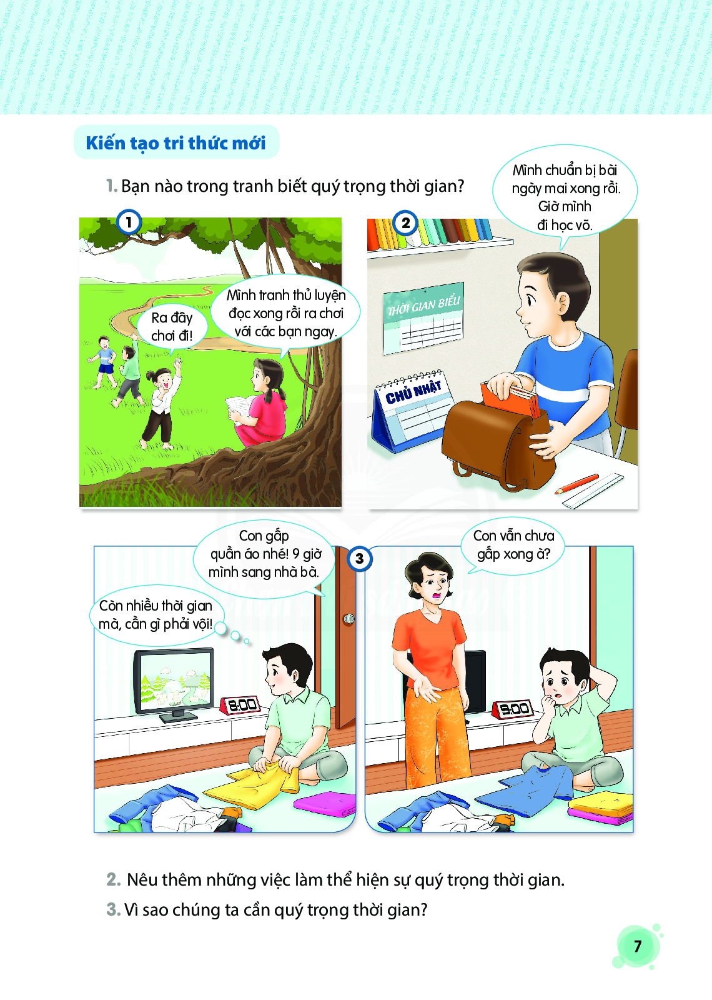 Kiến tạo tri thức mới
1. Bạn nào trong tranh biết quý trọng thời gian?
Mình chuẩn bị bài
ngày mai xong rồi.
Giờ mình
đi học võ.
1
Ra đây
chơi đi!
Mình tranh thủ luyện
đọc xong rồi ra chơi
với các bạn ngay.
2
THỜI GIAN BIỂU
CHỦ NHẬT
3
Con gấp
quần áo nhé! 9 giờ
mình sang nhà bà.
Còn nhiều thời gian
mà, cần gì phải vội!
8:00
Con vẫn chưa
gấp xong à?
9:00
2. Nêu thêm những việc làm thể hiện sự quý trọng thời gian.
3. Vì sao chúng ta cần quý trọng thời gian?
7